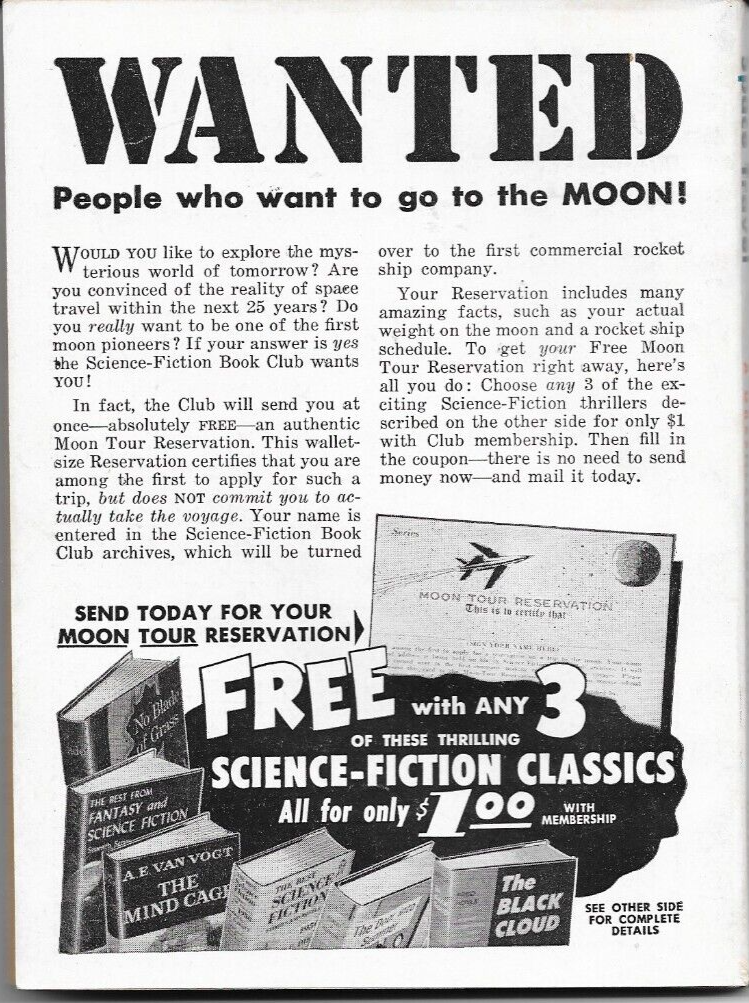 WANTED
People who want to go to the MOON!
WOULD YOU like to explore the mys-
terious world of tomorrow? Are
you convinced of the reality of space
travel within the next 25 years? Do
you really want to be one of the first
moon pioneers? If your answer is yes
the Science-Fiction Book Club wants
YOU!
In fact, the Club will send you at
once—absolutely FREE—an authentic
Moon Tour Reservation. This wallet-
size Reservation certifies that you are
among the first to apply for such a
trip, but does NOT commit you to ac-
tually take the voyage. Your name is
entered in the Science-Fiction Book
Club archives, which will be turned
over to the first commercial rocket
ship company.
Your Reservation includes many
amazing facts, such as your actual
weight on the moon and a rocket ship
schedule. To get your Free Moon
Tour Reservation right away, here's
all you do: Choose any 3 of the ex-
citing Science-Fiction thrillers de-
scribed on the other side for only $1
with Club membership. Then fill in
the coupon—there is no need to send
money now—and mail it today.
Series
MOON TOUR RESERVATION
This is to certify that
(SIGN YOUR NAME HERE)
SEND TODAY FOR YOUR
MOON TOUR RESERVATION
FREE with ANY 3
OF THESE THRILLING
SCIENCE-FICTION CLASSICS
All for only $1.00 WITH
MEMBERSHIP
No Blade
of Grass
THE BEST FROM
FANTASY and
SCIENCE FICTION
A.E. VAN VOGT
THE
MIND CAGE
THE BEST
SCIENCE
FICTION
The
BLACK
CLOUD
SEE OTHER SIDE
FOR COMPLETE
DETAILS